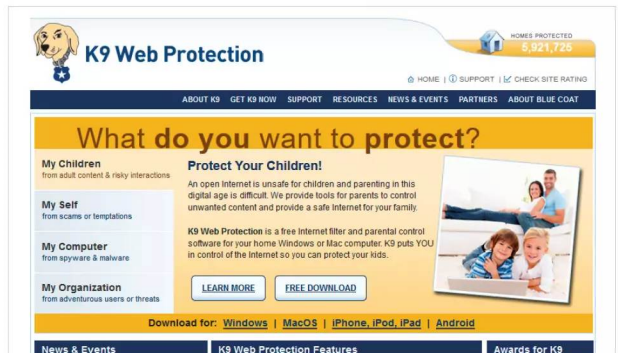 K9 Web Protection
HOMES PROTECTED
5,921,726
HOME | SUPPORT | CHECK SITE RATING
ABOUT K9 GET K9 NOW SUPPORT RESOURCES NEWS & EVENTS PARTNERS ABOUT BLUE COAT
What do you want to protect?
My Children
from adult content & risky interactions
My Self
from scams or temptations
My Computer
from spyware & malware
My Organization
from adventurous users or threats
Protect Your Children!
An open Internet is unsafe for children and parenting in this
digital age is difficult. We provide tools for parents to control
unwanted content and provide a safe Internet for your family.
K9 Web Protection is a free Internet filter and parental control
software for your home Windows or Mac computer. K9 puts YOU
in control of the Internet so you can protect your kids.
LEARN MORE FREE DOWNLOAD
Download for: Windows | MacOS | iPhone, iPod, iPad | Android
News & Events K9 Web Protection Features Awards for K9